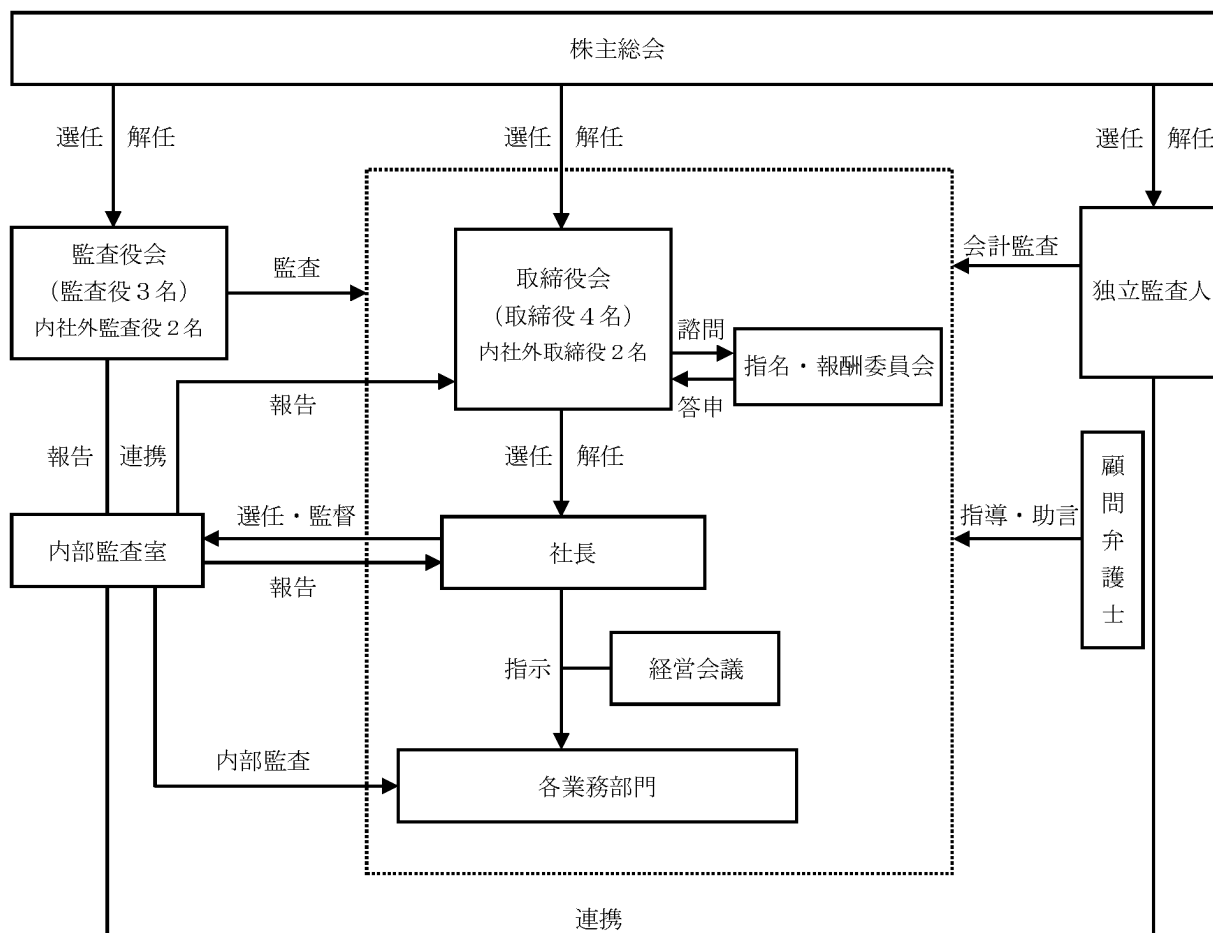 株主総会
選任 解任
選任 解任
選任 解任
監査役会
(監査役3名)
内社外監査役2名
監査
取締役会
(取締役4名)
内社外取締役2名
諮問
答申
指名・報酬委員会
会計監査
独立監査人
報告
報告 連携
選任 解任
顧問弁護士
指導・助言
内部監査室
選任・監督
報告
社長
指示
経営会議
内部監査
各業務部門
連携